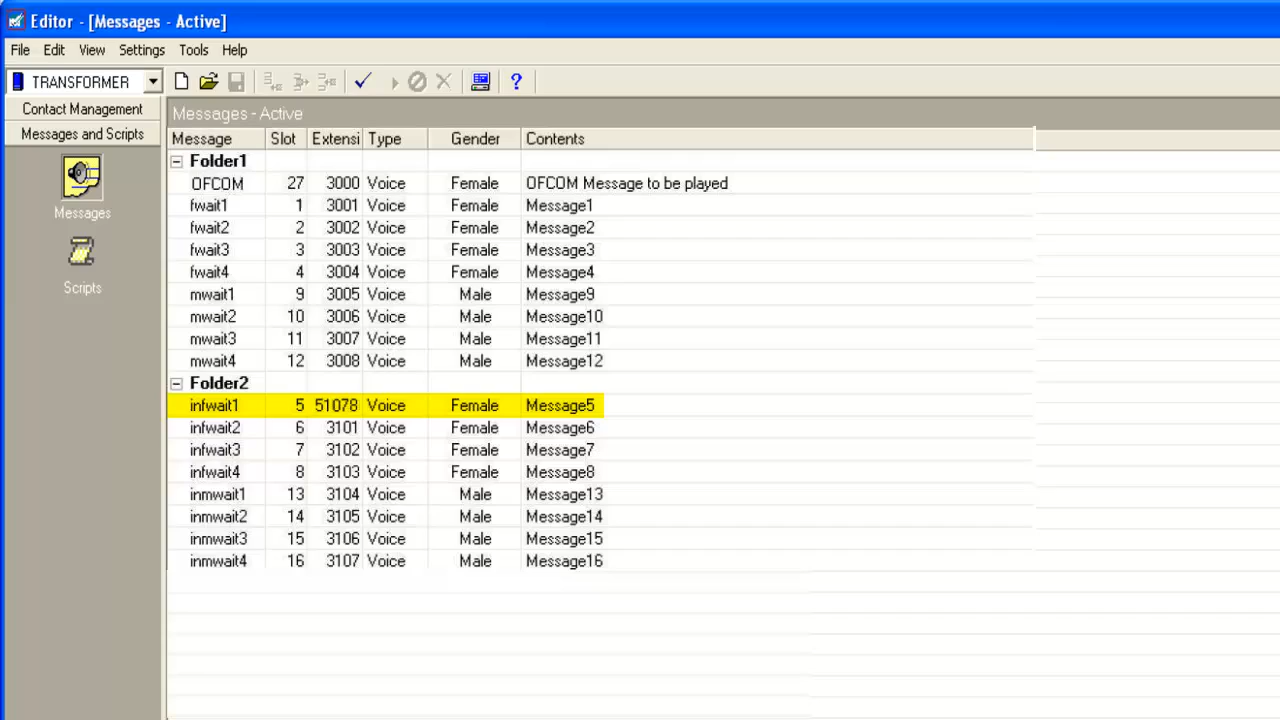 Editor - [Messages - Active]
File Edit View Settings Tools Help
TRANSFORMER ?
Contact Management
Messages and Scripts
Messages
Scripts
Messages - Active
Message Slot Extensi Type Gender Contents
Folder1
OFCOM 27 3000 Voice Female OFCOM Message to be played
fwait1 1 3001 Voice Female Message1
fwait2 2 3002 Voice Female Message2
fwait3 3 3003 Voice Female Message3
fwait4 4 3004 Voice Female Message4
mwait1 9 3005 Voice Male Message9
mwait2 10 3006 Voice Male Message10
mwait3 11 3007 Voice Male Message11
mwait4 12 3008 Voice Male Message12
Folder2
infwait1 5 51078 Voice Female Message5
infwait2 6 3101 Voice Female Message6
infwait3 7 3102 Voice Female Message7
infwait4 8 3103 Voice Female Message8
inmwait1 13 3104 Voice Male Message13
inmwait2 14 3105 Voice Male Message14
inmwait3 15 3106 Voice Male Message15
inmwait4 16 3107 Voice Male Message16